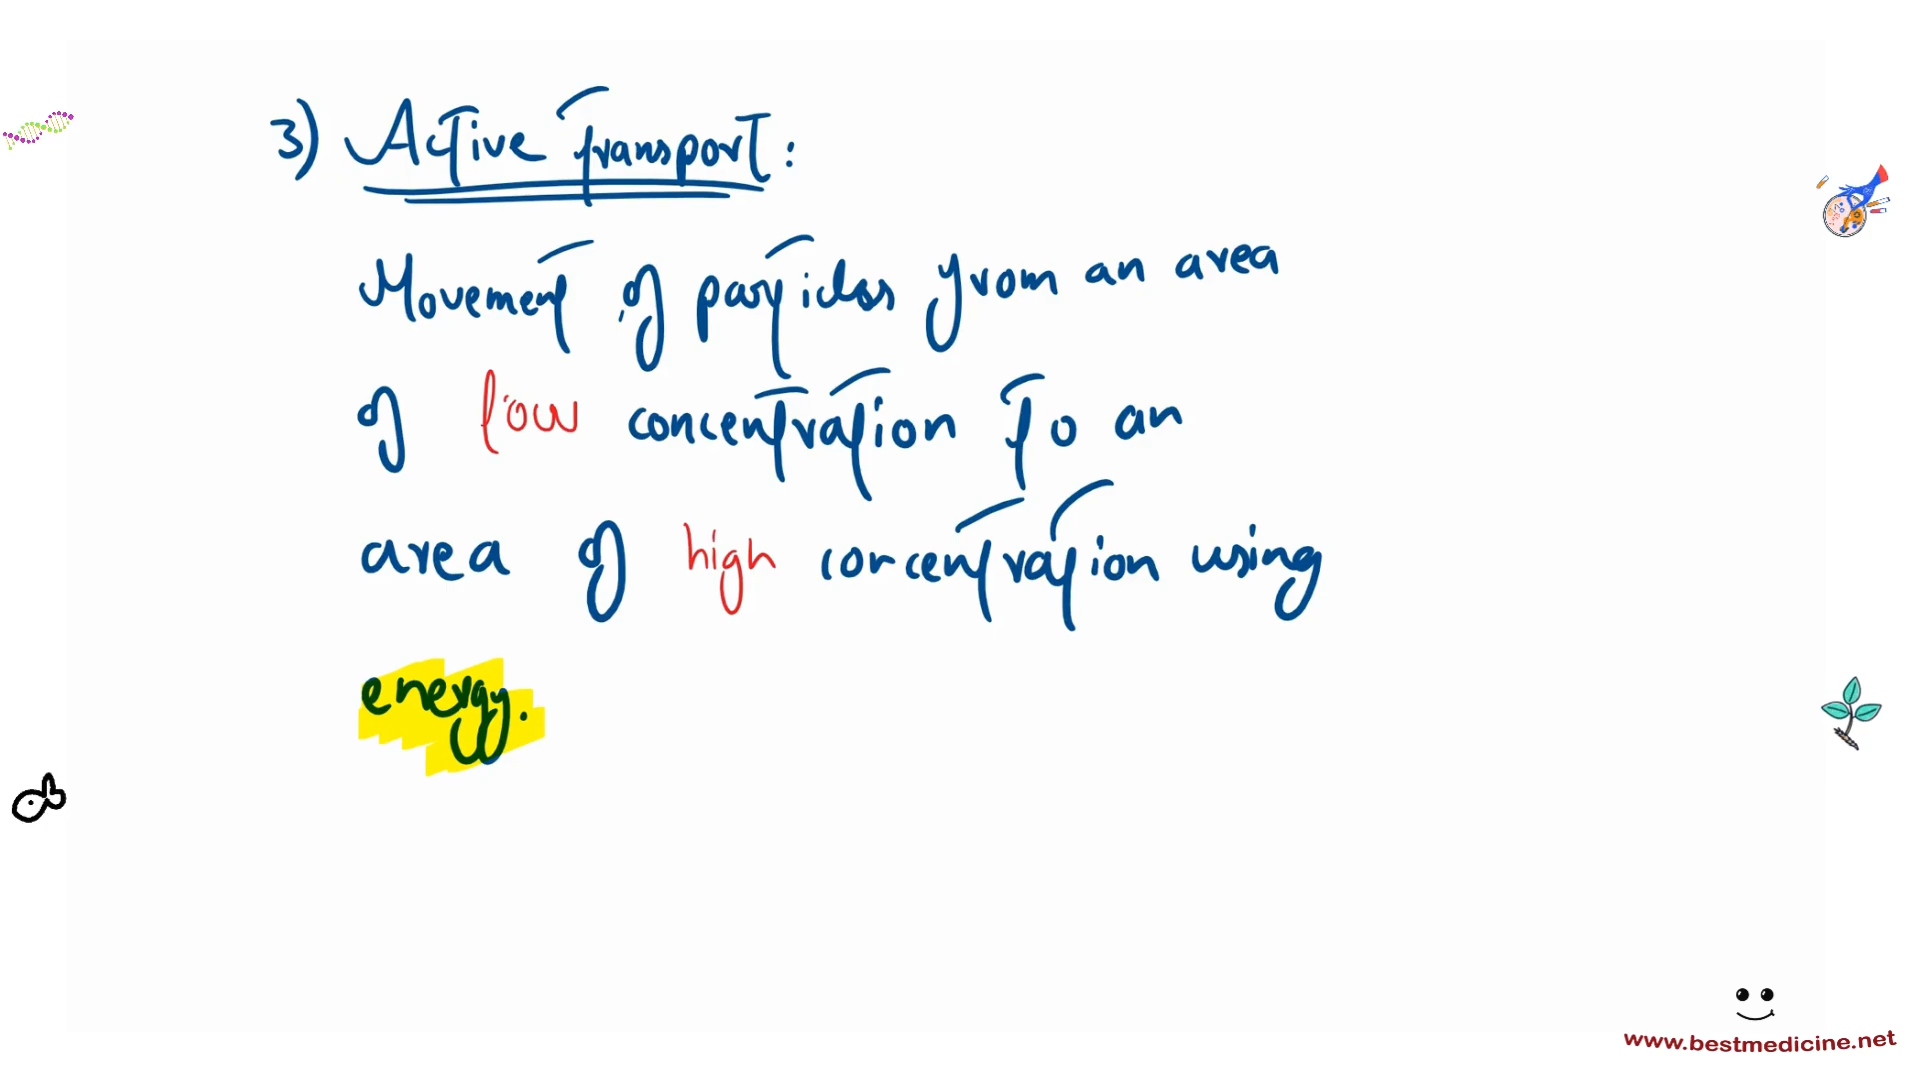 3) Active Transport:
Movement of particles from an area
of low concentration to an
area of high concentration using
energy.
www.bestmedicine.net